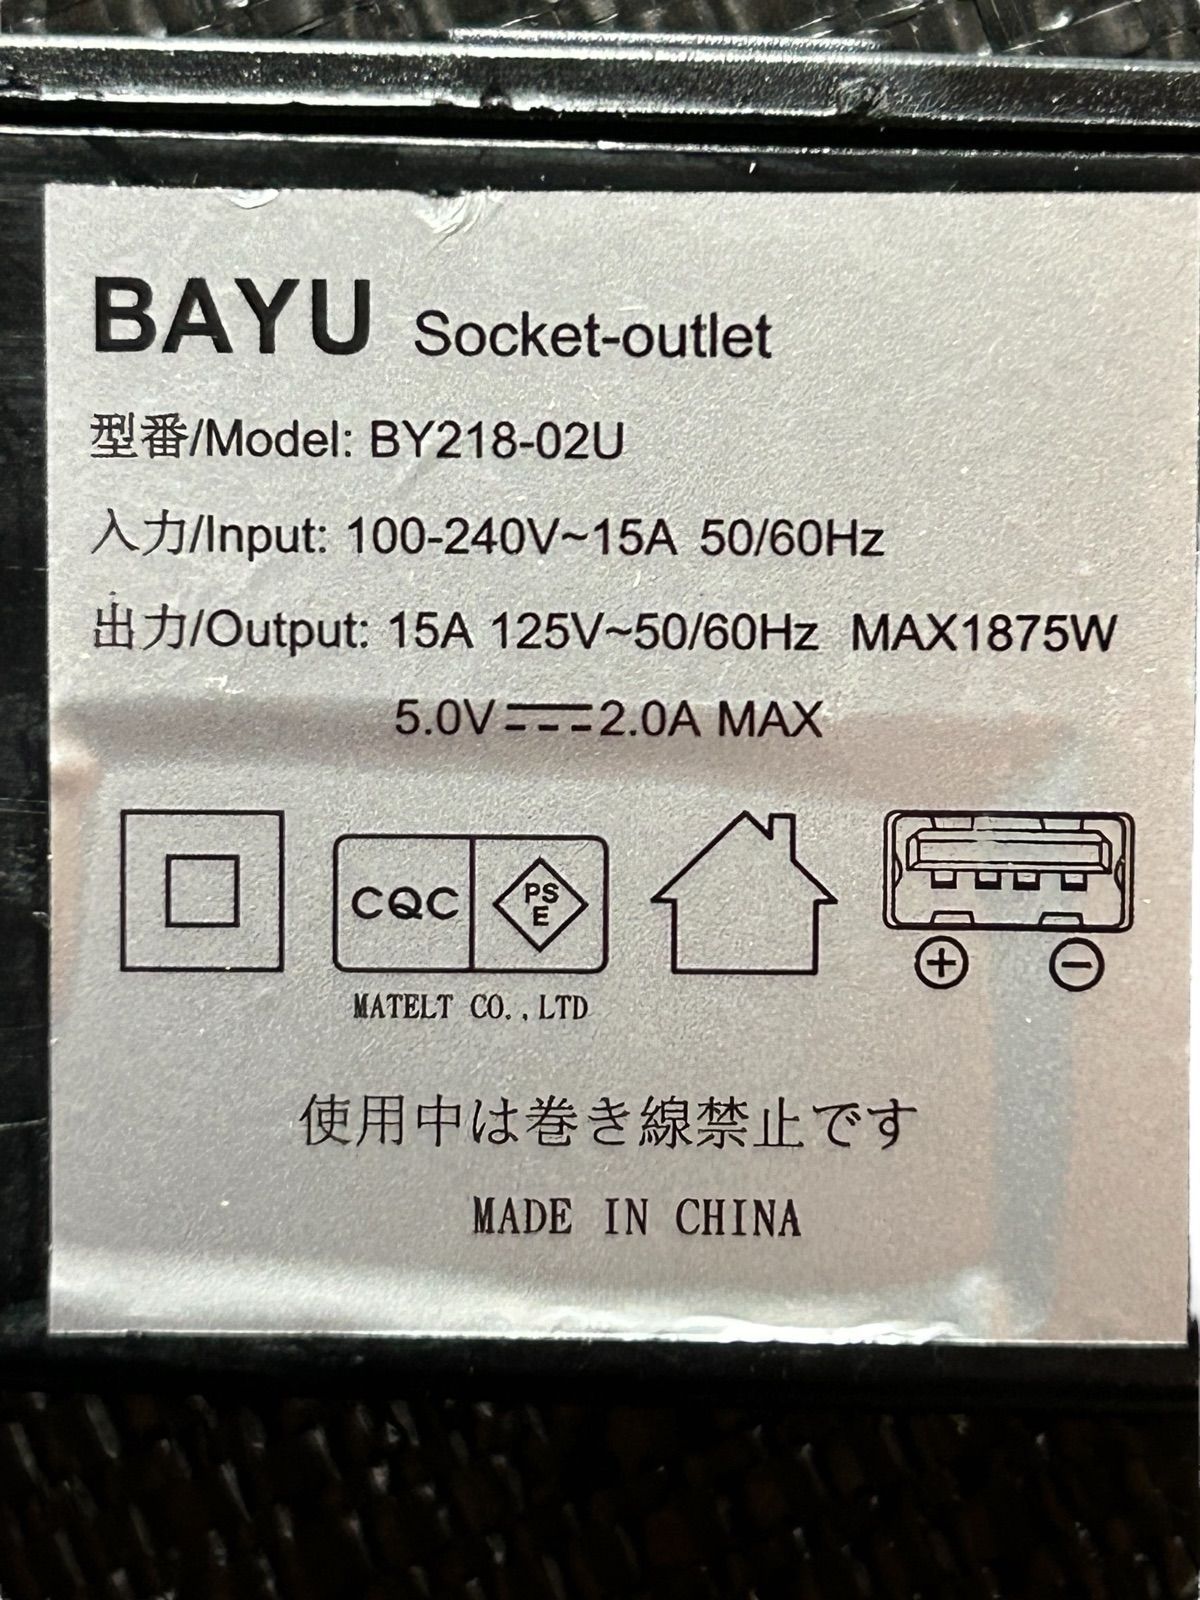 BAYU Socket-outlet
型番/Model: BY218-02U
入力/Input: 100-240V~15A 50/60Hz
出力/Output: 15A 125V~50/60Hz MAX1875W
5.0V⎓2.0A MAX
CQC PSE
MATELT CO.,LTD
使用中は巻き線禁止です
MADE IN CHINA